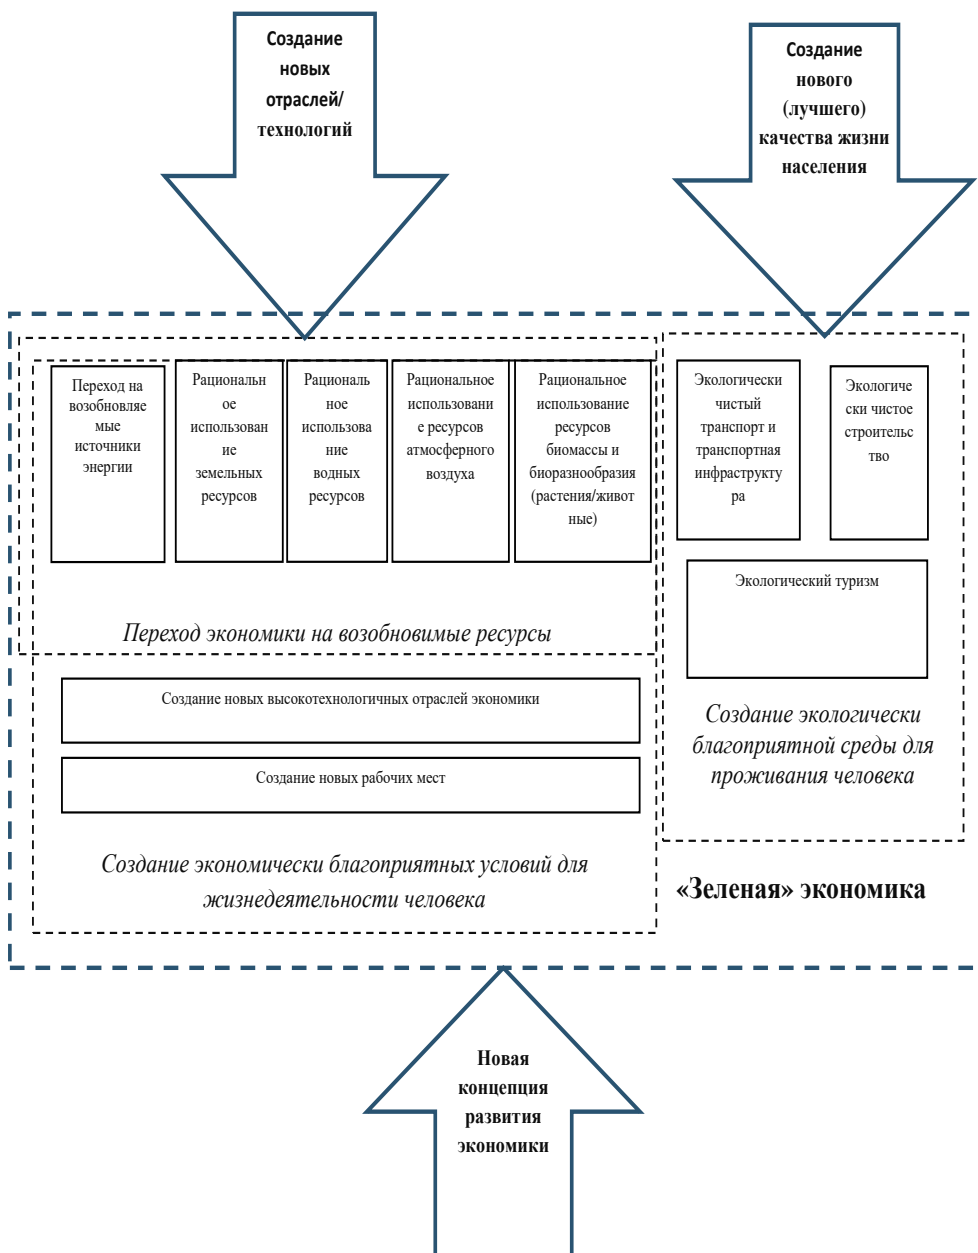 Создание
новых
отраслей/
технологий
Создание
нового
(лучшего)
качества жизни
населения
Переход на
возобновляе
мые
источники
энергии
Рациональн
ое
использован
ие
земельных
ресурсов
Рациональ
ное
использова
ние
водных
ресурсов
Рациональное
использовани
е ресурсов
атмосферного
воздуха
Рациональное
использование
ресурсов
биомассы и
биоразнообразия
(растения/живот
ные)
Экологически
чистый
транспорт и
транспортная
инфраструкту
ра
Экологиче
ски чистое
строительс
тво
Экологический туризм
Переход экономики на возобновимые ресурсы
Создание новых высокотехнологичных отраслей экономики
Создание новых рабочих мест
Создание экологически
благоприятной среды для
проживания человека
Создание экономически благоприятных условий для
жизнедеятельности человека
«Зеленая» экономика
Новая
концепция
развития
экономики